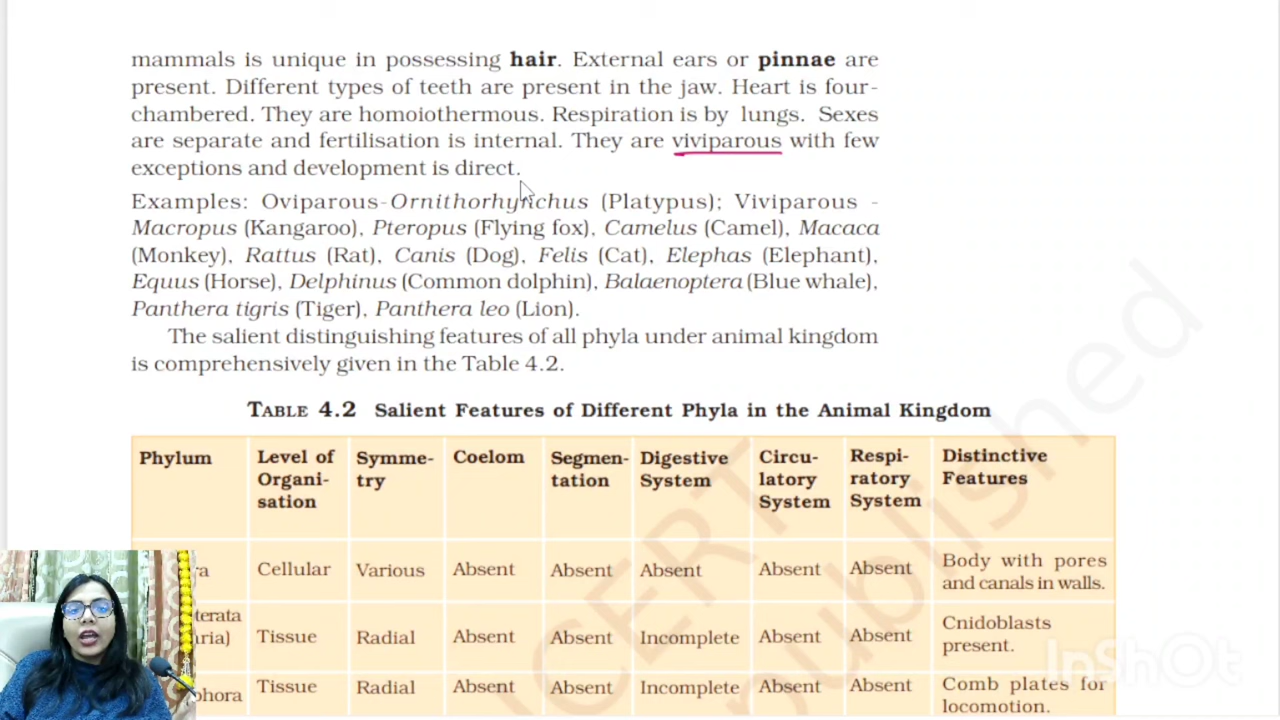 mammals is unique in possessing hair. External ears or pinnae are
present. Different types of teeth are present in the jaw. Heart is four-
chambered. They are homoiothermous. Respiration is by lungs. Sexes
are separate and fertilisation is internal. They are viviparous with few
exceptions and development is direct.
Examples: Oviparous-Ornithorhynchus (Platypus); Viviparous -
Macropus (Kangaroo), Pteropus (Flying fox), Camelus (Camel), Macaca
(Monkey), Rattus (Rat), Canis (Dog), Felis (Cat), Elephas (Elephant),
Equus (Horse), Delphinus (Common dolphin), Balaenoptera (Blue whale),
Panthera tigris (Tiger), Panthera leo (Lion).
The salient distinguishing features of all phyla under animal kingdom
is comprehensively given in the Table 4.2.
TABLE 4.2 Salient Features of Different Phyla in the Animal Kingdom
Phylum Level of Organi-sation Symme-try Coelom Segmen-tation Digestive System Circu-latory System Respi-ratory System Distinctive Features
ra Cellular Various Absent Absent Absent Absent Absent Body with pores and canals in walls.
terata ria) Tissue Radial Absent Absent Incomplete Absent Absent Cnidoblasts present.
phora Tissue Radial Absent Absent Incomplete Absent Absent Comb plates for locomotion.
NCERT
published
InShOt